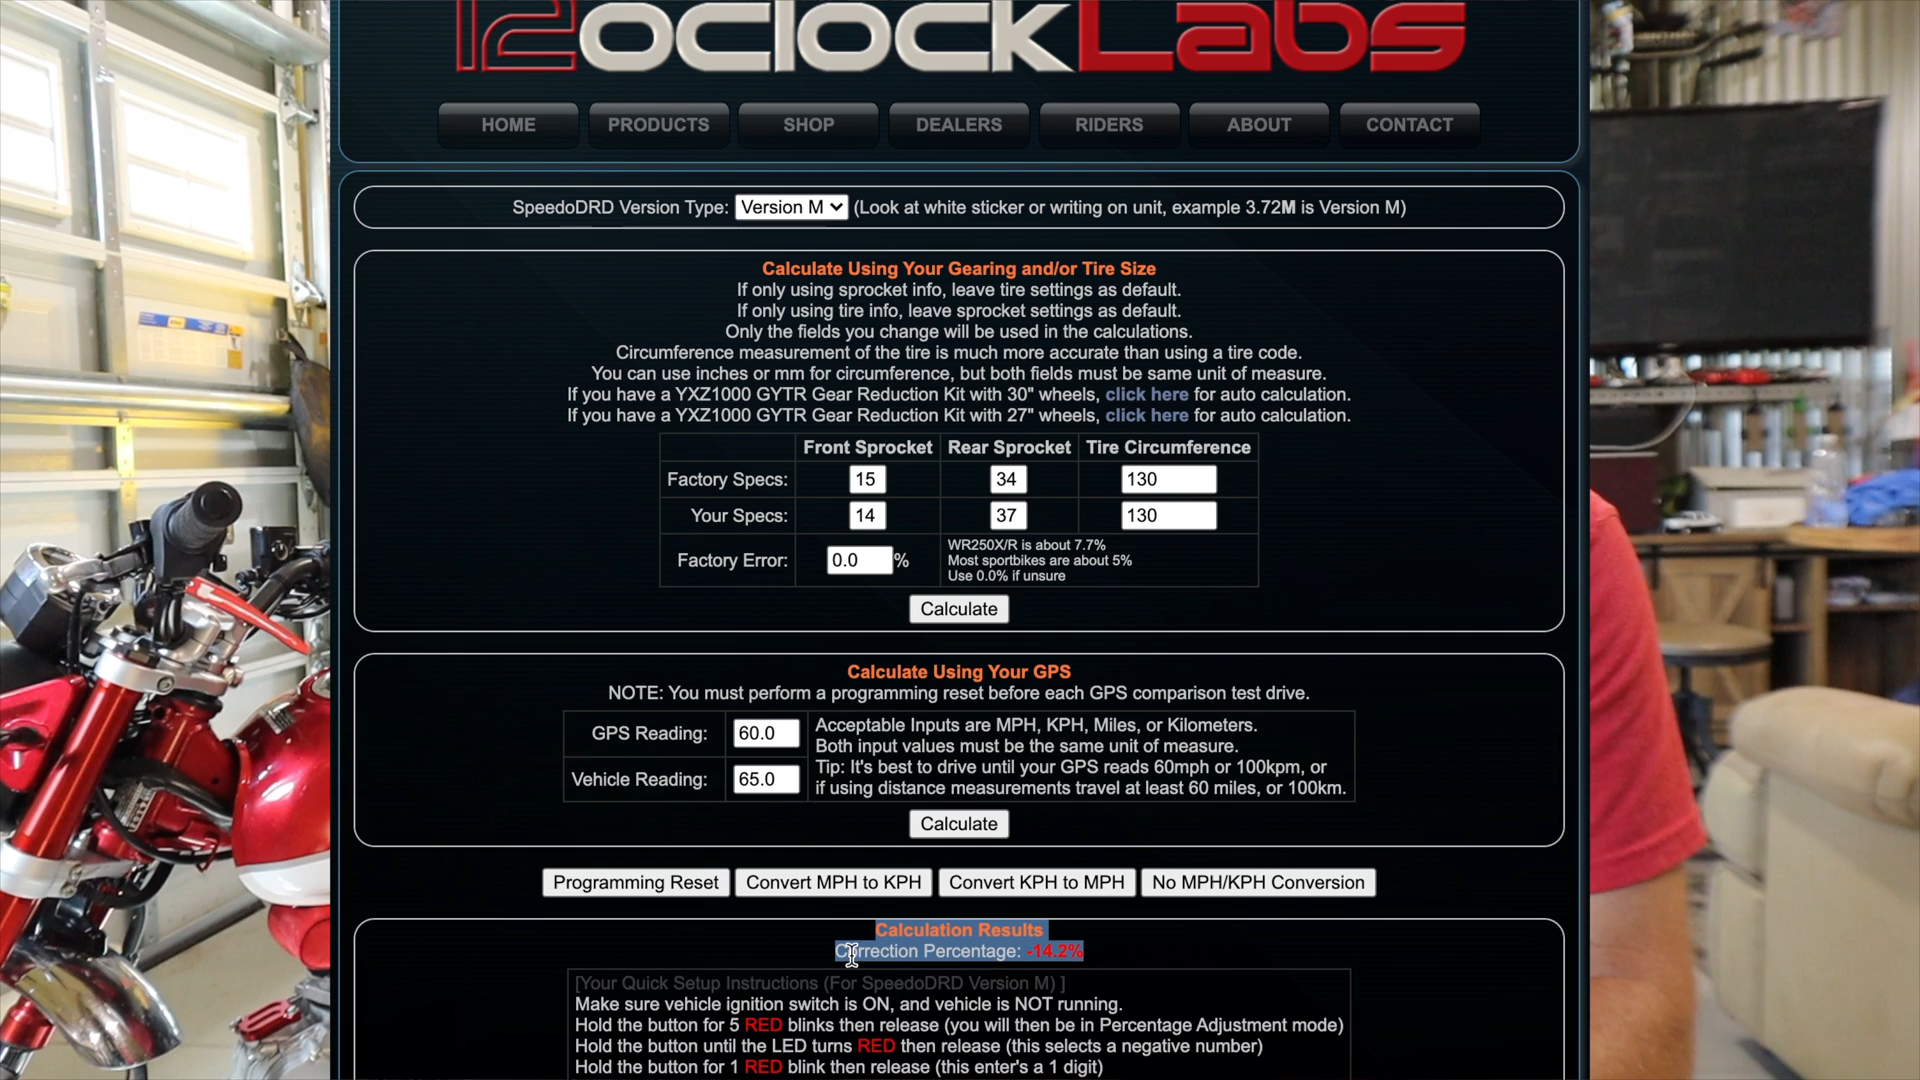 12oclockLabs
HOME PRODUCTS SHOP DEALERS RIDERS ABOUT CONTACT
SpeedoDRD Version Type: Version M (Look at white sticker or writing on unit, example 3.72M is Version M)
Calculate Using Your Gearing and/or Tire Size
If only using sprocket info, leave tire settings as default.
If only using tire info, leave sprocket settings as default.
Only the fields you change will be used in the calculations.
Circumference measurement of the tire is much more accurate than using a tire code.
You can use inches or mm for circumference, but both fields must be same unit of measure.
If you have a YXZ1000 GYTR Gear Reduction Kit with 30" wheels, click here for auto calculation.
If you have a YXZ1000 GYTR Gear Reduction Kit with 27" wheels, click here for auto calculation.
Front Sprocket Rear Sprocket Tire Circumference
Factory Specs: 15 34 130
Your Specs: 14 37 130
Factory Error: 0.0 %
WR250X/R is about 7.7%
Most sportbikes are about 5%
Use 0.0% if unsure
Calculate
Calculate Using Your GPS
NOTE: You must perform a programming reset before each GPS comparison test drive.
GPS Reading: 60.0
Vehicle Reading: 65.0
Acceptable Inputs are MPH, KPH, Miles, or Kilometers.
Both input values must be the same unit of measure.
Tip: It's best to drive until your GPS reads 60mph or 100kpm, or
if using distance measurements travel at least 60 miles, or 100km.
Calculate
Programming Reset Convert MPH to KPH Convert KPH to MPH No MPH/KPH Conversion
Calculation Results
Correction Percentage: -14.2%
[Your Quick Setup Instructions (For SpeedoDRD Version M) ]
Make sure vehicle ignition switch is ON, and vehicle is NOT running.
Hold the button for 5 RED blinks then release (you will then be in Percentage Adjustment mode)
Hold the button until the LED turns RED then release (this selects a negative number)
Hold the button for 1 RED blink then release (this enter's a 1 digit)